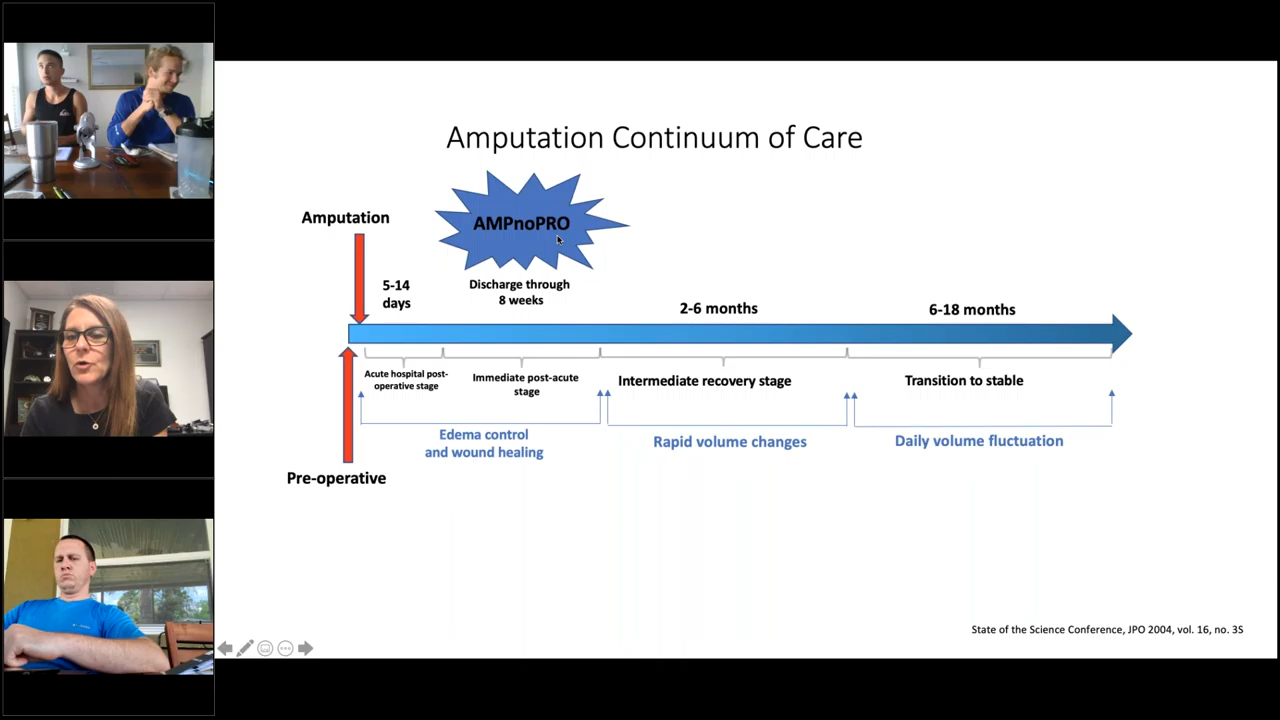 Amputation Continuum of Care
AMPnoPRO
Amputation
5-14
days
Discharge through
8 weeks
2-6 months
6-18 months
Acute hospital post-
operative stage
Immediate post-acute
stage
Intermediate recovery stage
Transition to stable
Edema control
and wound healing
Rapid volume changes
Daily volume fluctuation
Pre-operative
State of the Science Conference, JPO 2004, vol. 16, no. 3S